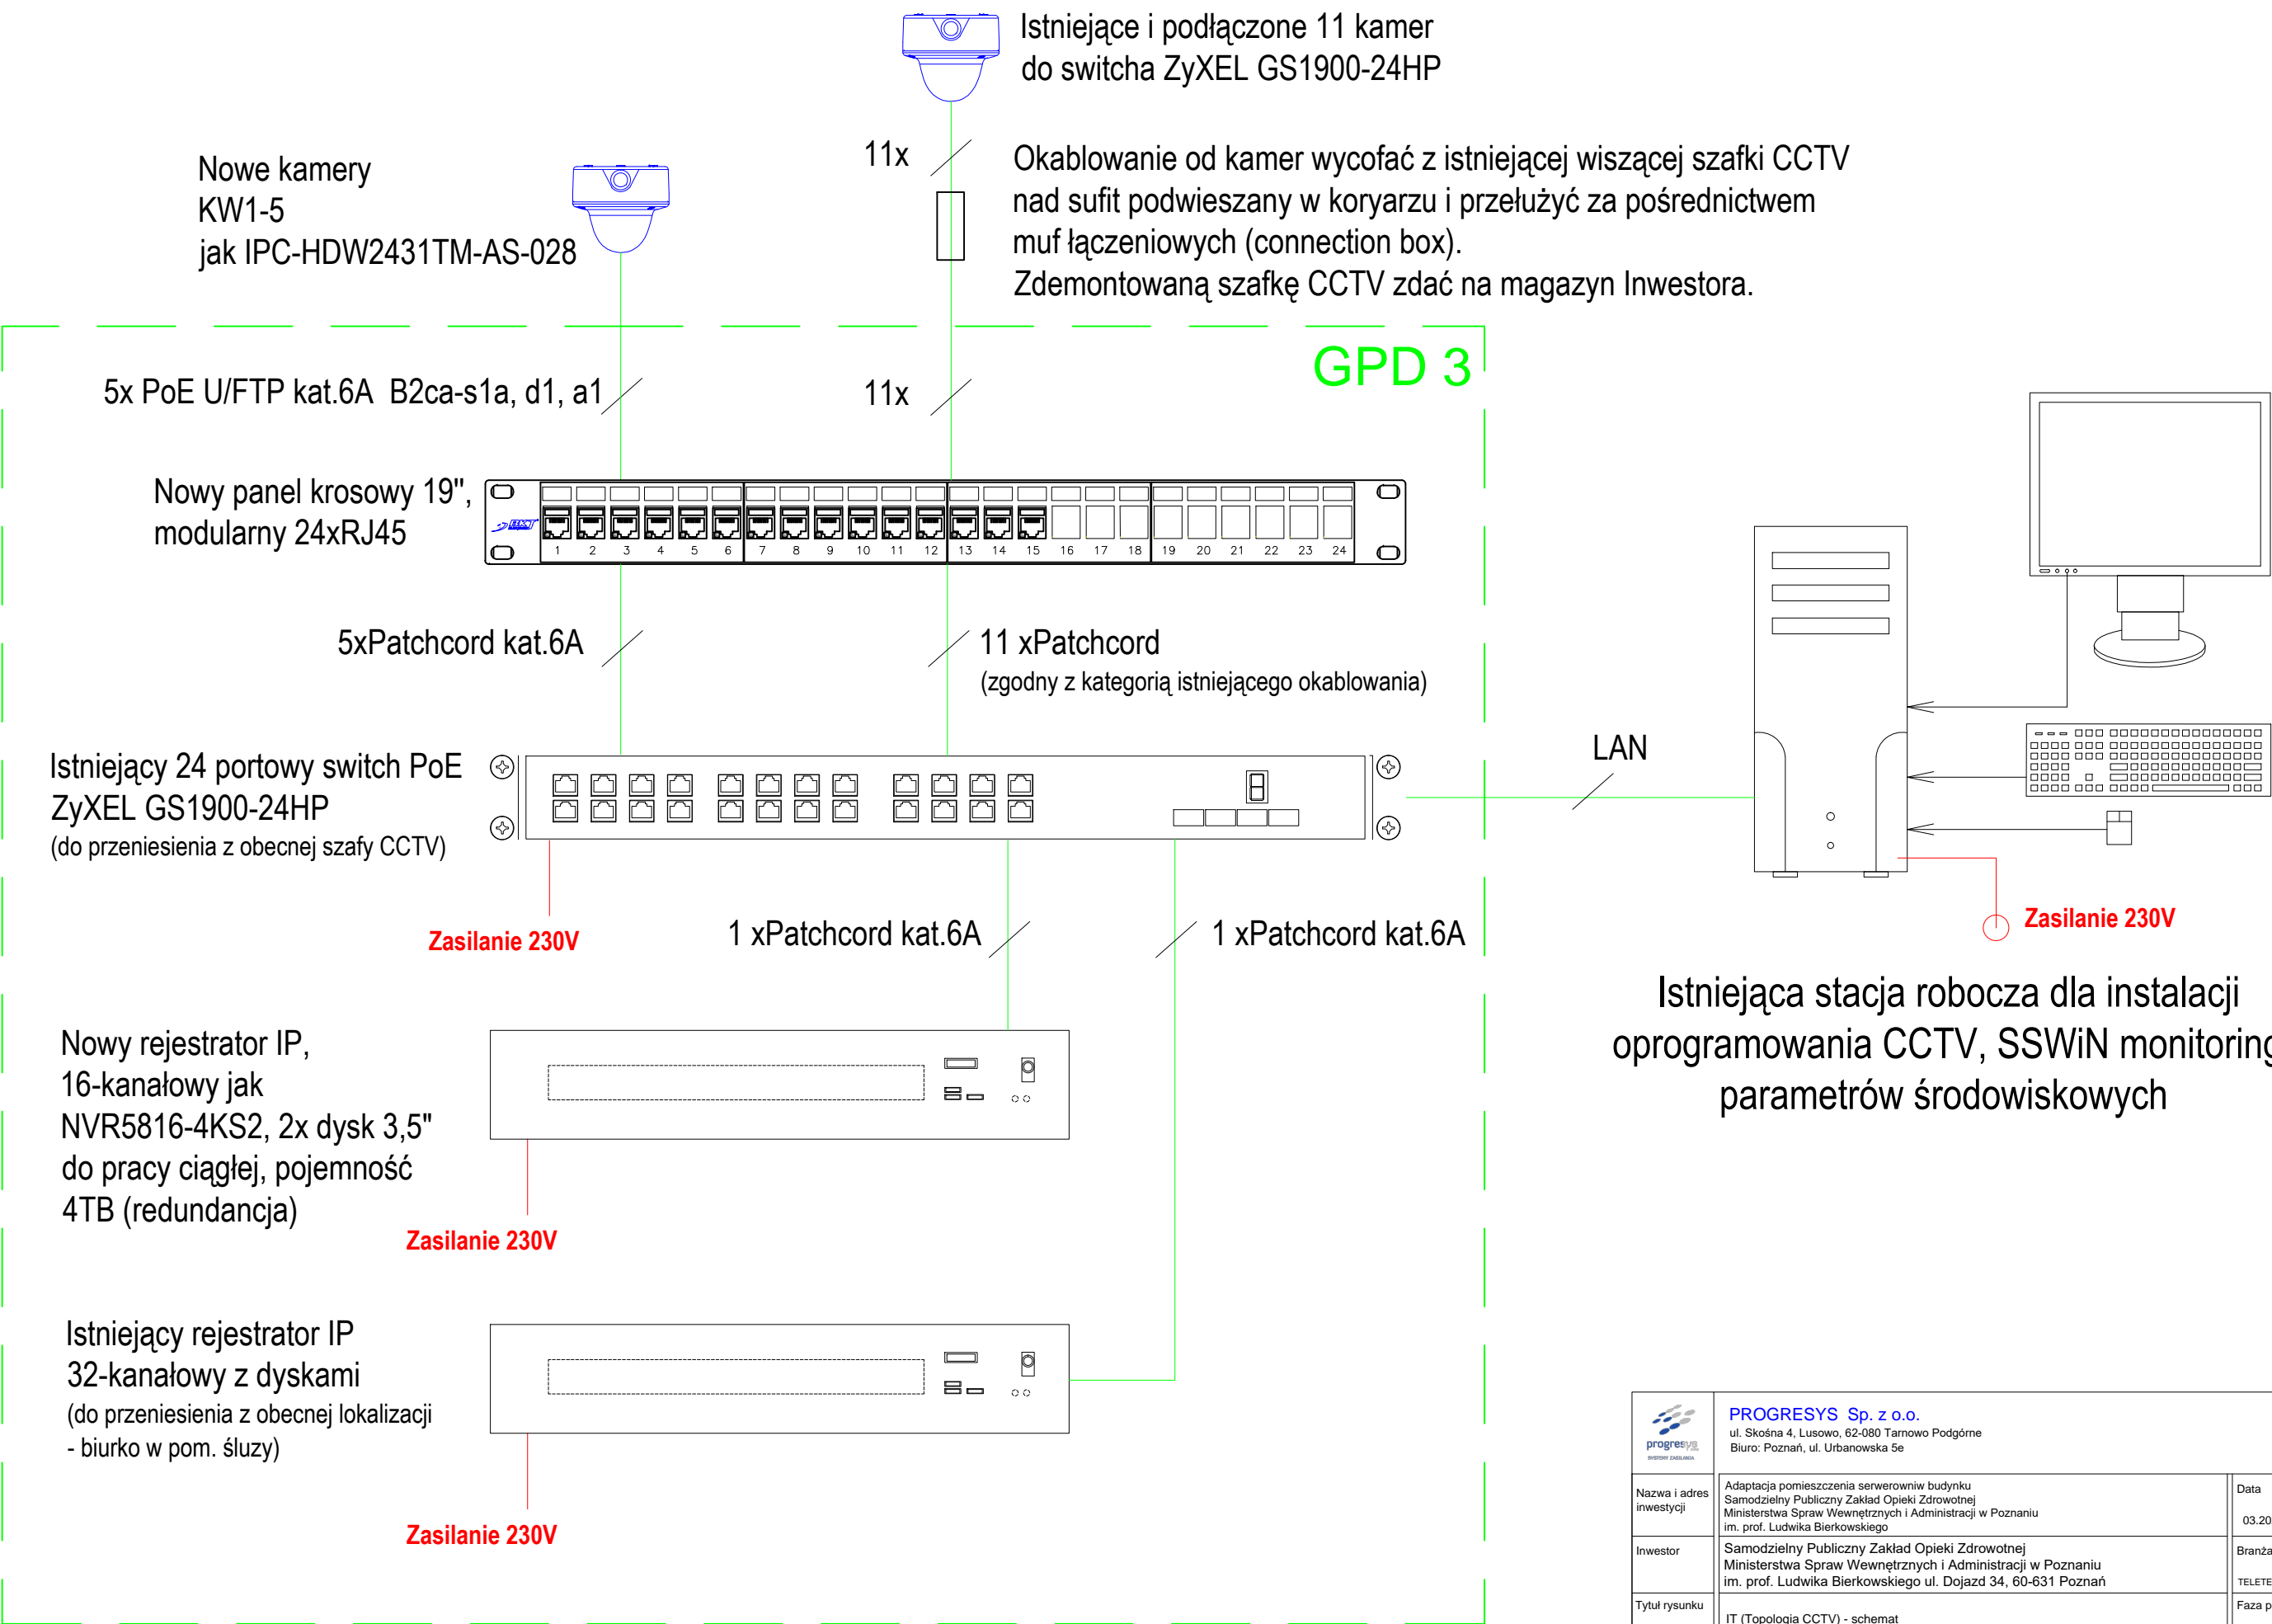 Istniejące i podłączone 11 kamer
do switcha ZyXEL GS1900-24HP
11x
Okablowanie od kamer wycofać z istniejącej wiszącej szafki CCTV
nad sufit podwieszany w koryarzu i przełużyć za pośrednictwem
muf łączeniowych (connection box).
Zdemontowaną szafkę CCTV zdać na magazyn Inwestora.
Nowe kamery
KW1-5
jak IPC-HDW2431TM-AS-028
GPD 3
5x PoE U/FTP kat.6A B2ca-s1a, d1, a1
11x
Nowy panel krosowy 19",
modularny 24xRJ45
BKT
1 2 3 4 5 6 7 8 9 10 11 12 13 14 15 16 17 18 19 20 21 22 23 24
5xPatchcord kat.6A
11 xPatchcord
(zgodny z kategorią istniejącego okablowania)
Istniejący 24 portowy switch PoE
ZyXEL GS1900-24HP
(do przeniesienia z obecnej szafy CCTV)
LAN
Zasilanie 230V
1 xPatchcord kat.6A
1 xPatchcord kat.6A
Zasilanie 230V
Istniejąca stacja robocza dla instalacji
oprogramowania CCTV, SSWiN monitoring
parametrów środowiskowych
Nowy rejestrator IP,
16-kanałowy jak
NVR5816-4KS2, 2x dysk 3,5"
do pracy ciągłej, pojemność
4TB (redundancja)
Zasilanie 230V
Istniejący rejestrator IP
32-kanałowy z dyskami
(do przeniesienia z obecnej lokalizacji
- biurko w pom. śluzy)
Zasilanie 230V
progresys
SYSTEMY ZASILANIA
PROGRESYS Sp. z o.o.
ul. Skośna 4, Lusowo, 62-080 Tarnowo Podgórne
Biuro: Poznań, ul. Urbanowska 5e
Nazwa i adres
inwestycji
Adaptacja pomieszczenia serwerowniw budynku
Samodzielny Publiczny Zakład Opieki Zdrowotnej
Ministerstwa Spraw Wewnętrznych i Administracji w Poznaniu
im. prof. Ludwika Bierkowskiego
Data
03.20
Inwestor
Samodzielny Publiczny Zakład Opieki Zdrowotnej
Ministerstwa Spraw Wewnętrznych i Administracji w Poznaniu
im. prof. Ludwika Bierkowskiego ul. Dojazd 34, 60-631 Poznań
Branża
TELETE
Tytuł rysunku
IT (Topologia CCTV) - schemat
Faza p